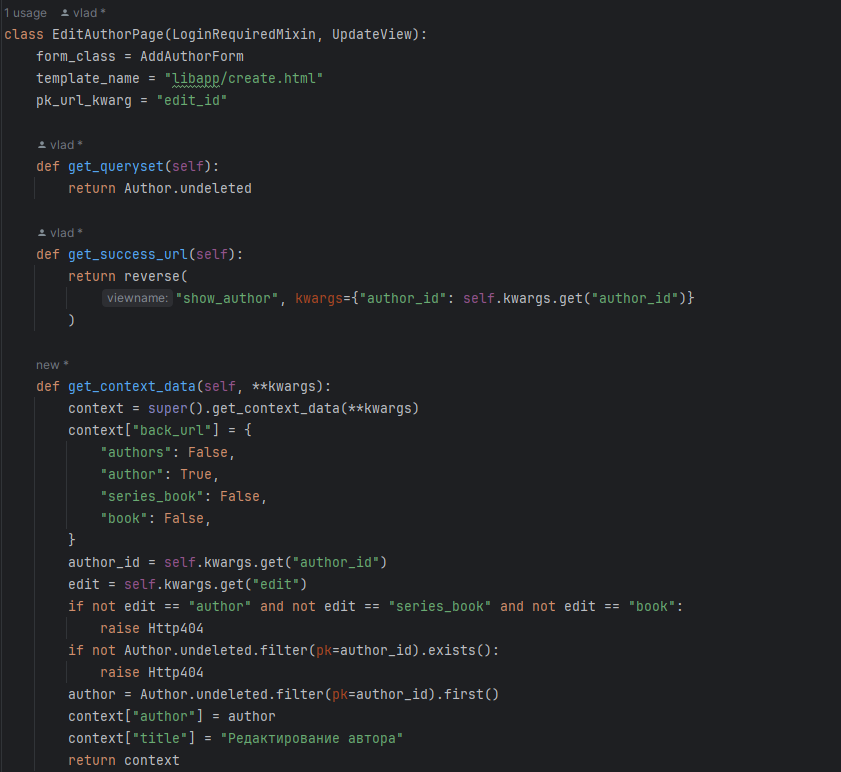 1 usage vlad *
class EditAuthorPage(LoginRequiredMixin, UpdateView):
    form_class = AddAuthorForm
    template_name = "libapp/create.html"
    pk_url_kwarg = "edit_id"
    vlad *
    def get_queryset(self):
        return Author.undeleted
    vlad *
    def get_success_url(self):
        return reverse(
            viewname: "show_author", kwargs={"author_id": self.kwargs.get("author_id")}
        )
    new *
    def get_context_data(self, **kwargs):
        context = super().get_context_data(**kwargs)
        context["back_url"] = {
            "authors": False,
            "author": True,
            "series_book": False,
            "book": False,
        }
        author_id = self.kwargs.get("author_id")
        edit = self.kwargs.get("edit")
        if not edit == "author" and not edit == "series_book" and not edit == "book":
            raise Http404
        if not Author.undeleted.filter(pk=author_id).exists():
            raise Http404
        author = Author.undeleted.filter(pk=author_id).first()
        context["author"] = author
        context["title"] = "Редактирование автора"
        return context